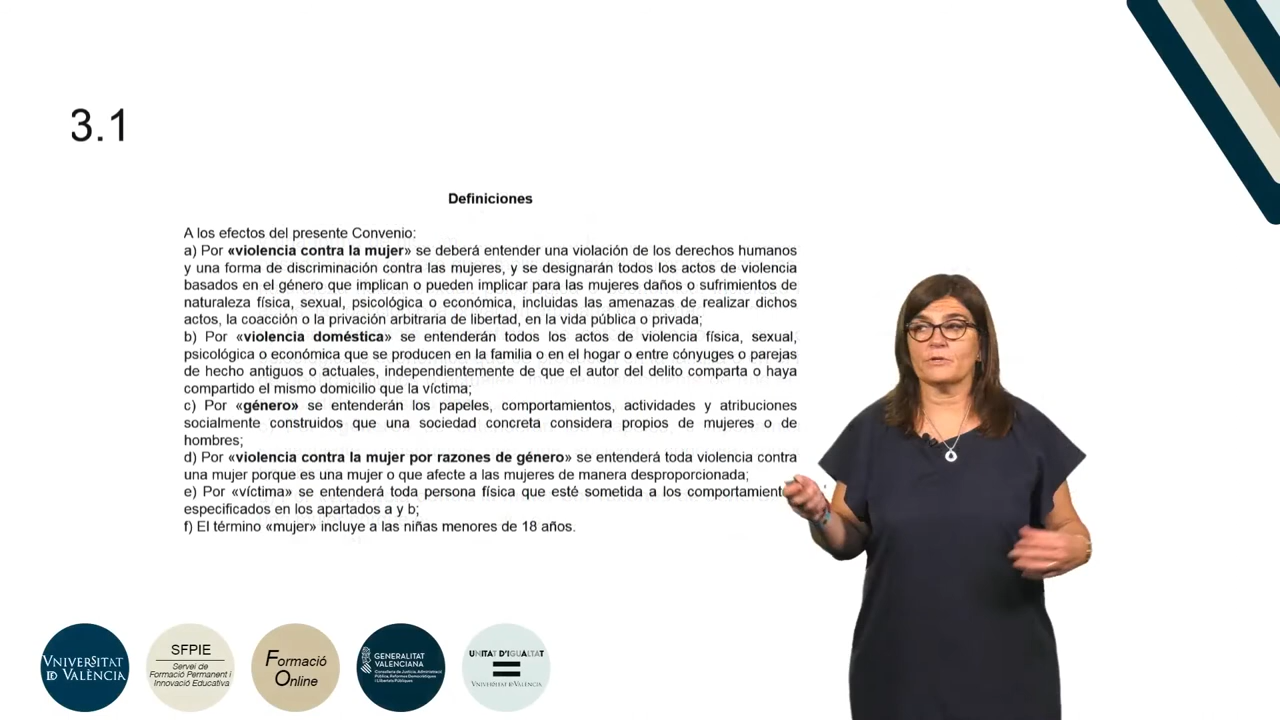 3.1
Definiciones
A los efectos del presente Convenio:
a) Por «violencia contra la mujer» se deberá entender una violación de los derechos humanos
y una forma de discriminación contra las mujeres, y se designarán todos los actos de violencia
basados en el género que implican o pueden implicar para las mujeres daños o sufrimientos de
naturaleza física, sexual, psicológica o económica, incluidas las amenazas de realizar dichos
actos, la coacción o la privación arbitraria de libertad, en la vida pública o privada;
b) Por «violencia doméstica» se entenderán todos los actos de violencia física, sexual,
psicológica o económica que se producen en la familia o en el hogar o entre cónyuges o parejas
de hecho antiguos o actuales, independientemente de que el autor del delito comparta o haya
compartido el mismo domicilio que la víctima;
c) Por «género» se entenderán los papeles, comportamientos, actividades y atribuciones
socialmente construidos que una sociedad concreta considera propios de mujeres o de
hombres;
d) Por «violencia contra la mujer por razones de género» se entenderá toda violencia contra
una mujer porque es una mujer o que afecte a las mujeres de manera desproporcionada;
e) Por «víctima» se entenderá toda persona física que esté sometida a los comportamiento
especificados en los apartados a y b;
f) El término «mujer» incluye a las niñas menores de 18 años.
VNIVERSITAT
ID VALÈNCIA
SFPIE
Servei de
Formació Permanent i
Innovació Educativa
Formació
Online
GENERALITAT
VALENCIANA
Conselleria de Justícia, Administració
Pública, Reformes Democràtiques
i Llibertats Públiques
UNITAT D'IGUALTAT
VNIVERSITAT ID VALÈNCIA